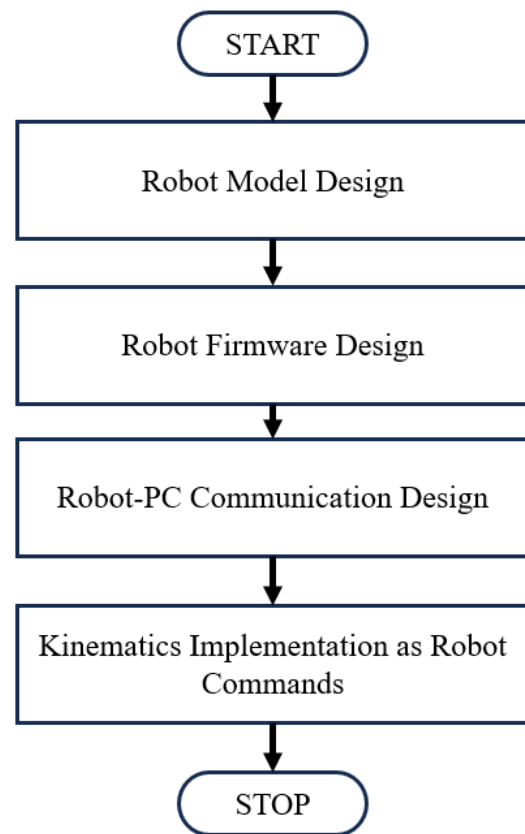 START
Robot Model Design
Robot Firmware Design
Robot-PC Communication Design
Kinematics Implementation as Robot
Commands
STOP